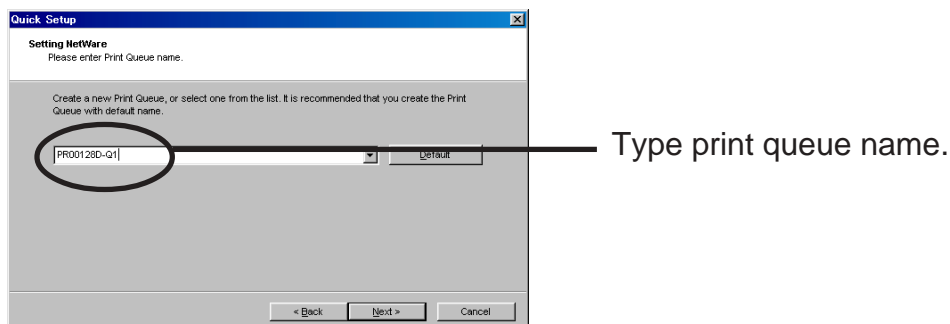 Quick Setup
Setting NetWare
Please enter Print Queue name.
Create a new Print Queue, or select one from the list. It is recommended that you create the Print
Queue with default name.
PR00128D-Q1
Default
Type print queue name.
< Back
Next >
Cancel